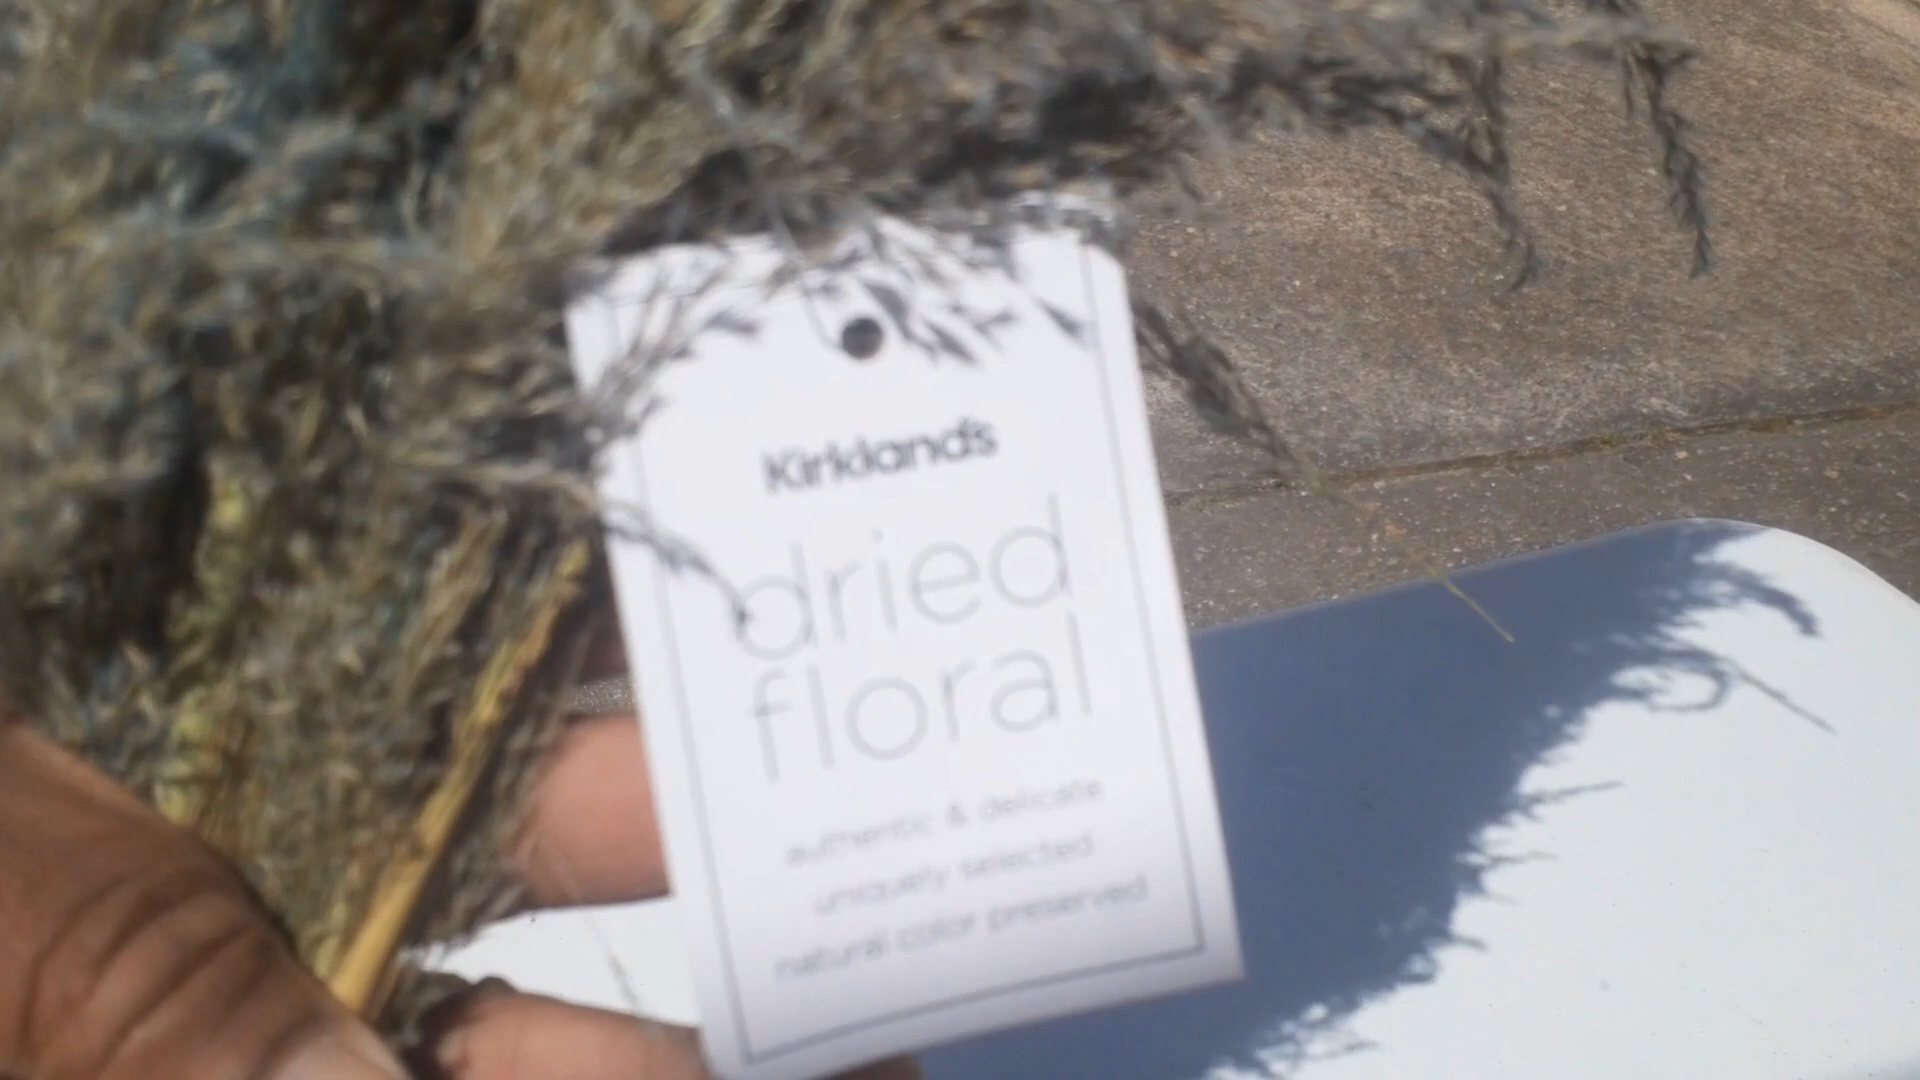 Kirkland's
dried
floral
authentic & delicate
uniquely selected
natural color preserved